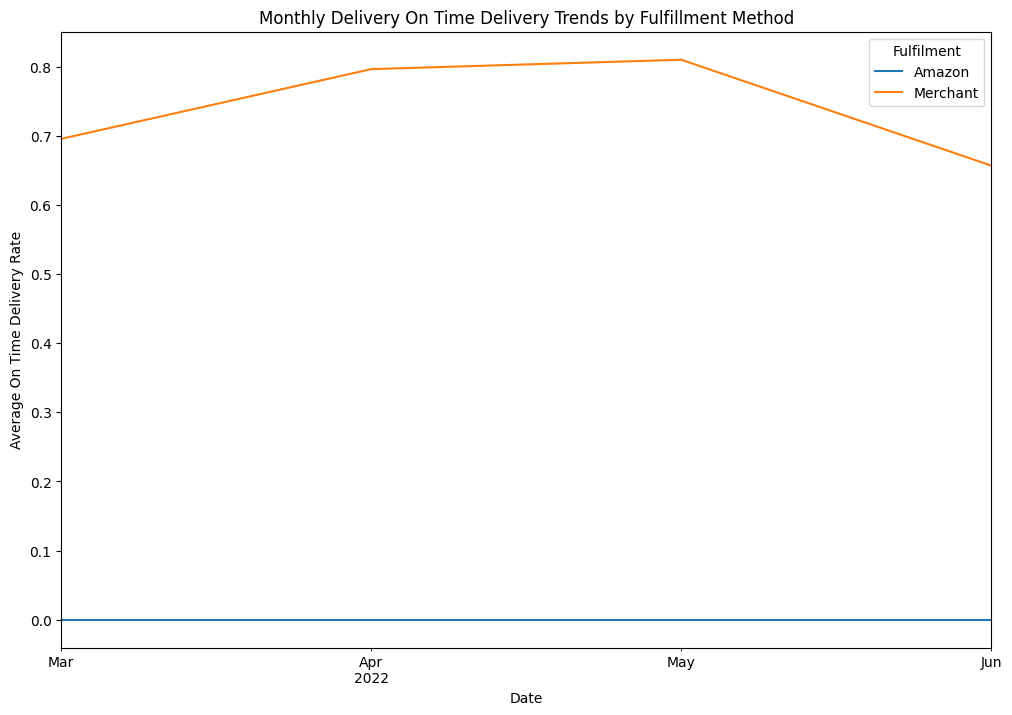 Monthly Delivery On Time Delivery Trends by Fulfillment Method
Fulfilment
Amazon
Merchant
Average On Time Delivery Rate
0.8
0.7
0.6
0.5
0.4
0.3
0.2
0.1
0.0
Mar
Apr
2022
May
Jun
Date